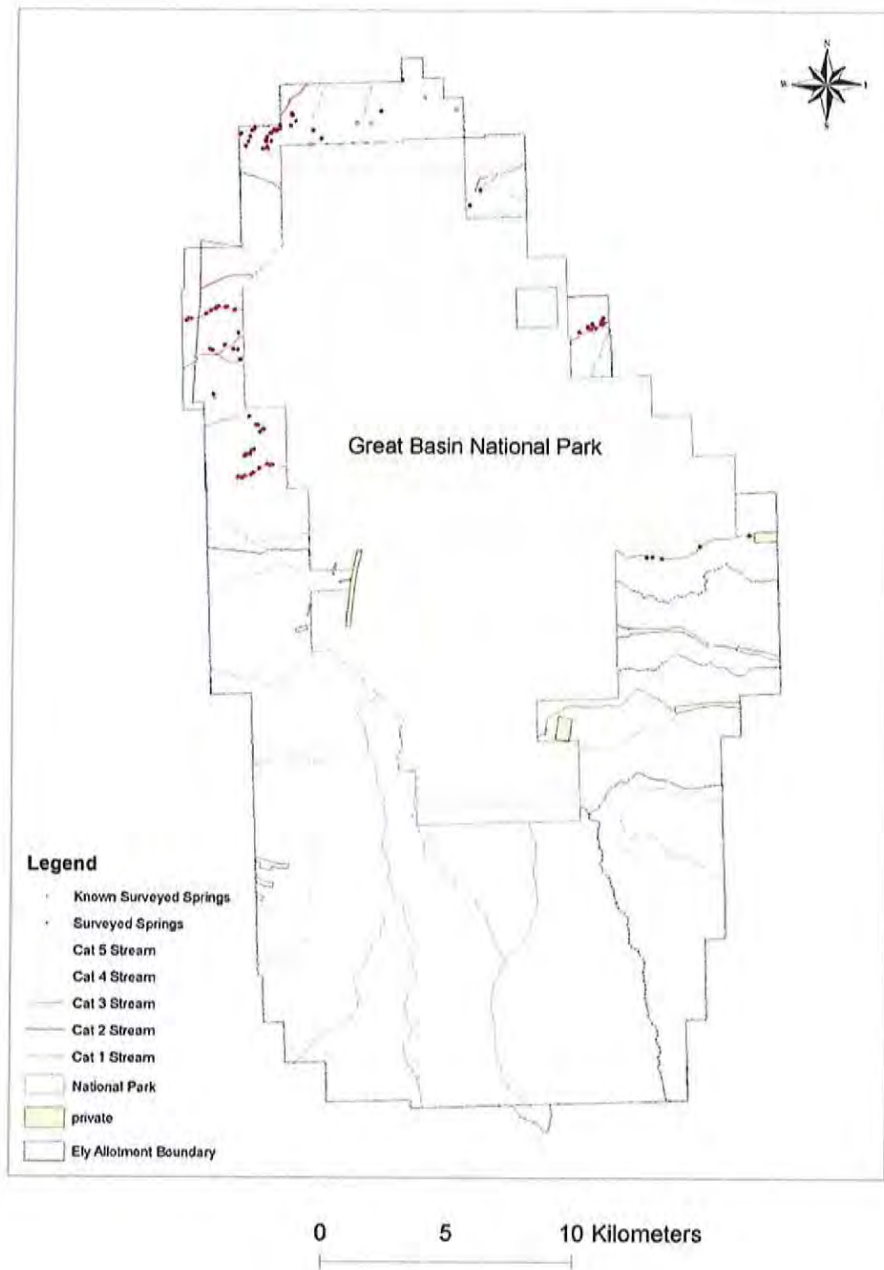 N
W
E
S
Great Basin National Park
Legend
Known Surveyed Springs
Surveyed Springs
Cat 5 Stream
Cat 4 Stream
Cat 3 Stream
Cat 2 Stream
Cat 1 Stream
National Park
private
Ely Allotment Boundary
0 5 10 Kilometers